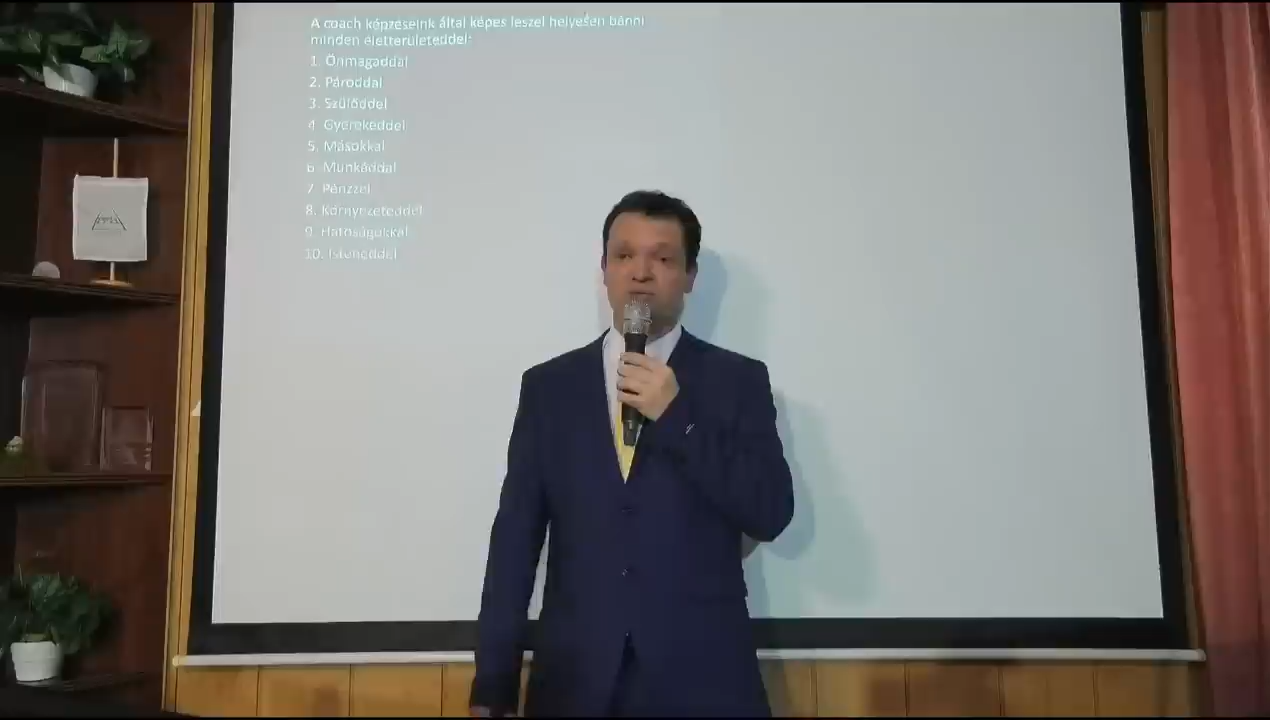 A coach képzéseink által képes leszel helyesen bánni
minden életterületeddel:
1. Önmagaddal
2. Pároddal
3. Szülőddel
4. Gyerekeddel
5. Másokkal
6. Munkáddal
7. Pénzzel
8. Környezeteddel
9. Hatóságokkal
10. Isteneddel